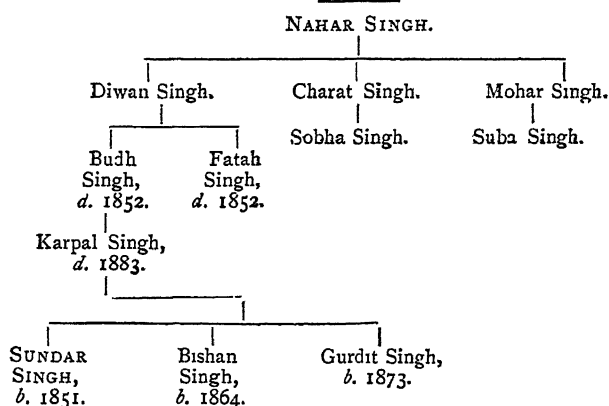 NAHAR SINGH.
Diwan Singh. Charat Singh. Mohar Singh.
Sobha Singh. Suba Singh.
Budh Fatah
Singh, Singh,
d. 1852. d. 1852.
Karpal Singh,
d. 1883.
SUNDAR Bishan Gurdit Singh,
SINGH, Singh, b. 1873.
b. 1851. b. 1864.